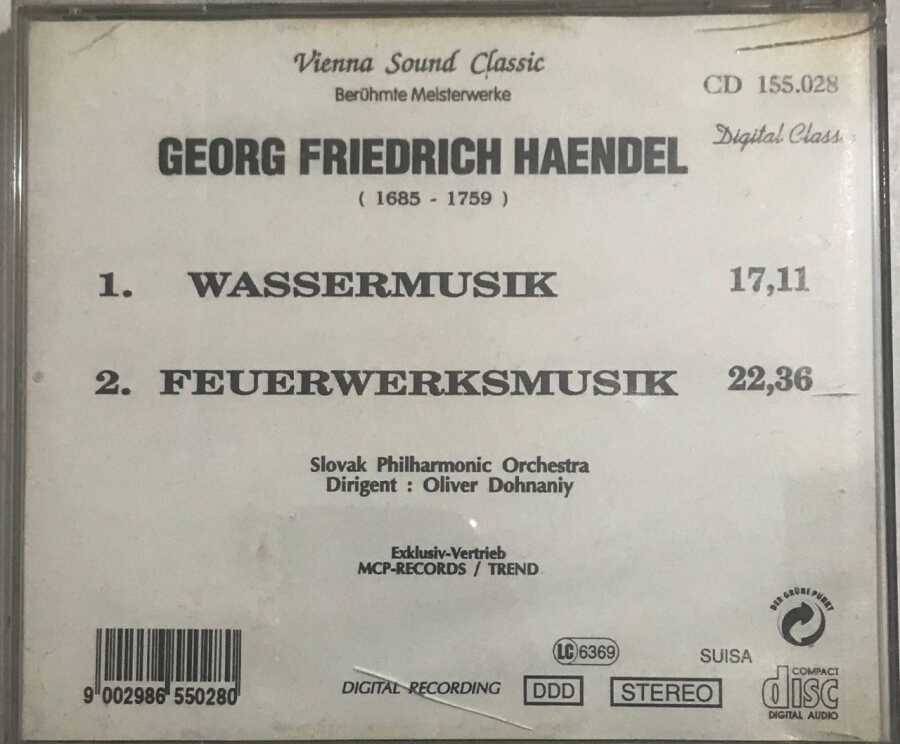 Vienna Sound Classic
Berühmte Meisterwerke
CD 155.028
Digital Class
GEORG FRIEDRICH HAENDEL
( 1685 - 1759 )
1. WASSERMUSIK 17,11
2. FEUERWERKSMUSIK 22,36
Slovak Philharmonic Orchestra
Dirigent : Oliver Dohnaniy
Exklusiv-Vertrieb
MCP-RECORDS / TREND
DER GRÜNE PUNKT
LC 6369
SUISA
9 002986 550280
DIGITAL RECORDING
DDD
STEREO
COMPACT
disc
DIGITAL AUDIO